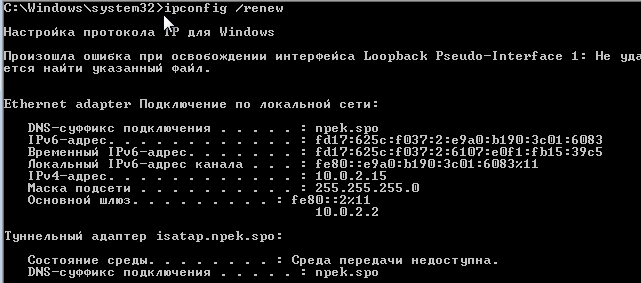 C:\Windows\system32>ipconfig /renew
Настройка протокола IP для Windows
Произошла ошибка при освобождении интерфейса Loopback Pseudo-Interface 1: Не уда
ется найти указанный файл.
Ethernet adapter Подключение по локальной сети:
DNS-суффикс подключения . . . . . : npek.spo
IPv6-адрес. . . . . . . . . . . . : fd17:625c:f037:2:e9a0:b190:3c01:6083
Временный IPv6-адрес. . . . . . . : fd17:625c:f037:2:6107:e0f1:fb15:39c5
Локальный IPv6-адрес канала . . . : fe80::e9a0:b190:3c01:6083%11
IPv4-адрес. . . . . . . . . . . . : 10.0.2.15
Маска подсети . . . . . . . . . . : 255.255.255.0
Основной шлюз. . . . . . . . . : fe80::2%11
10.0.2.2
Туннельный адаптер isatap.npek.spo:
Состояние среды. . . . . . . . : Среда передачи недоступна.
DNS-суффикс подключения . . . . . : npek.spo